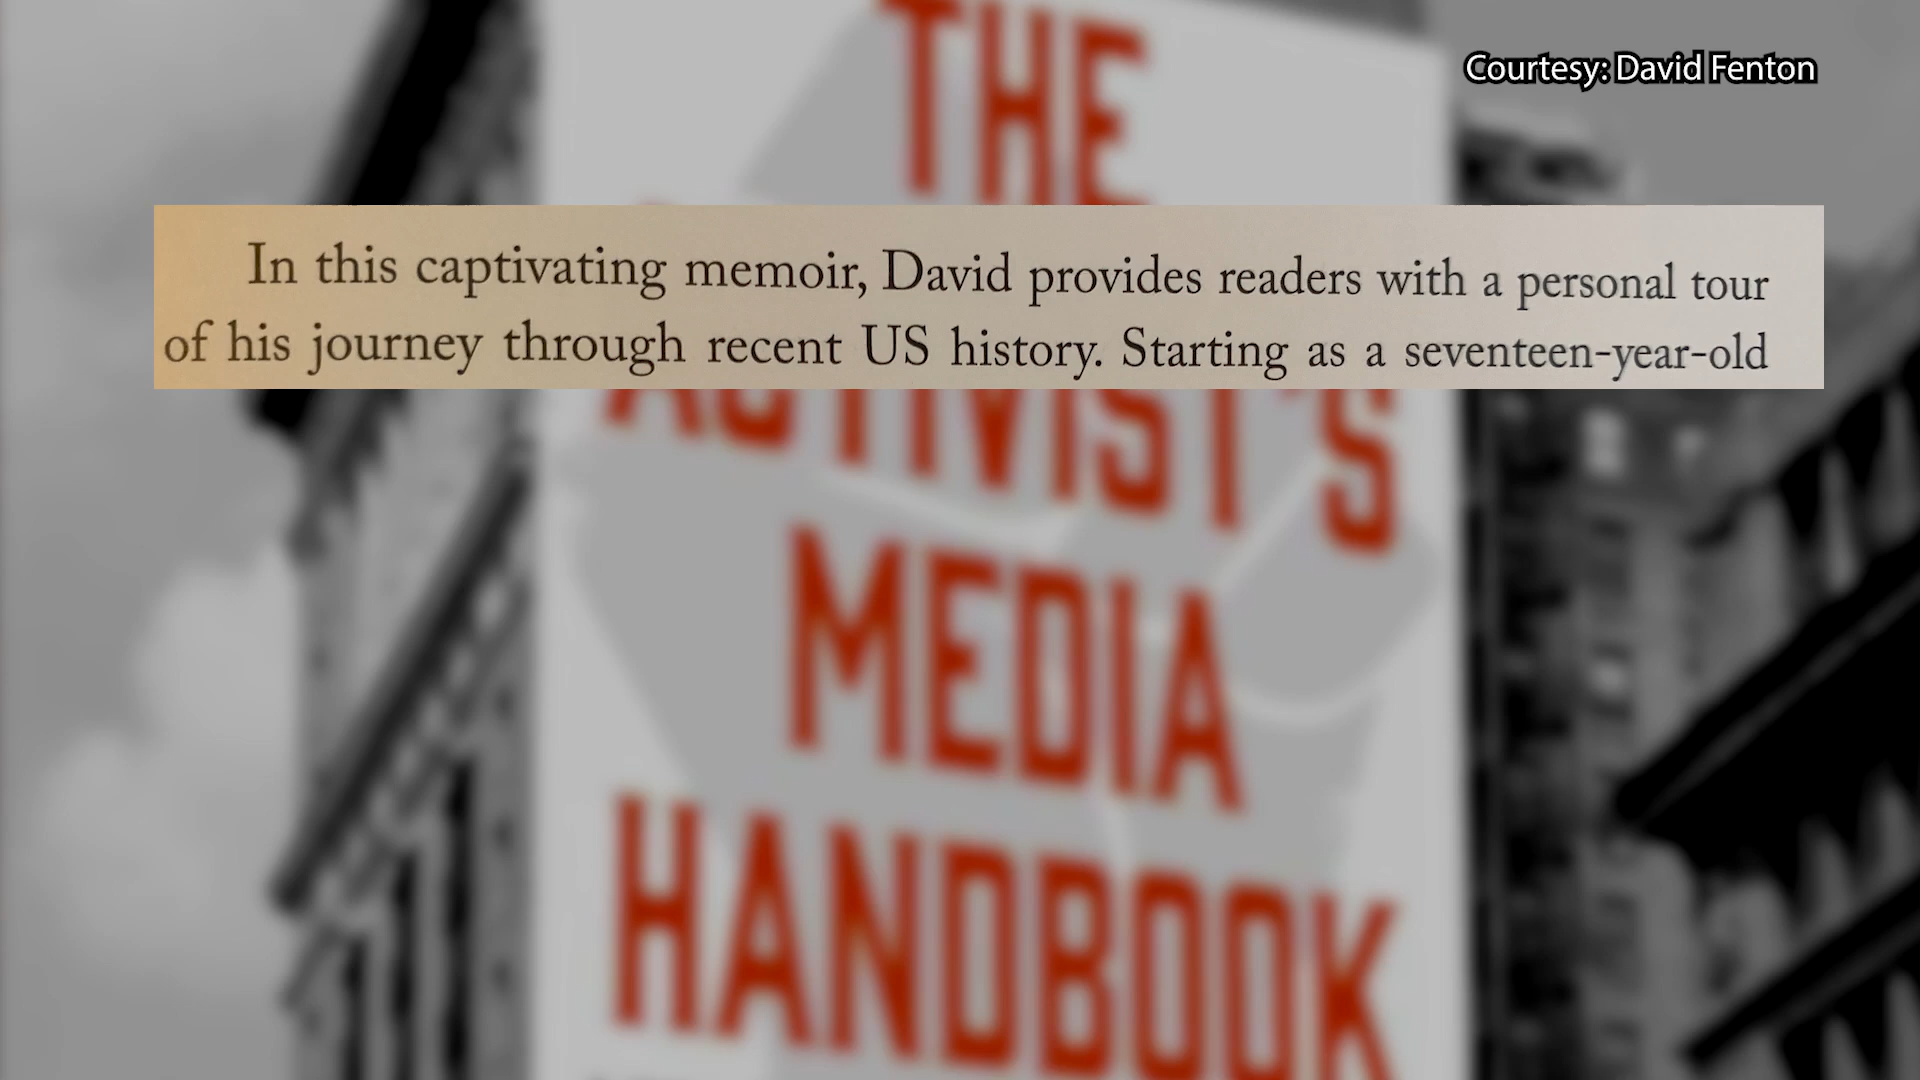 THE
Courtesy: David Fenton
In this captivating memoir, David provides readers with a personal tour
of his journey through recent US history. Starting as a seventeen-year-old
ACTIVIST'S
MEDIA
HANDBOOK